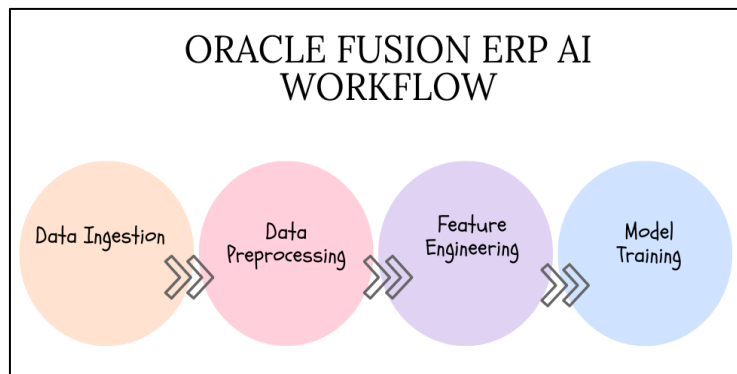 ORACLE FUSION ERP AI
WORKFLOW
Data Ingestion
Data
Preprocessing
Feature
Engineering
Model
Training